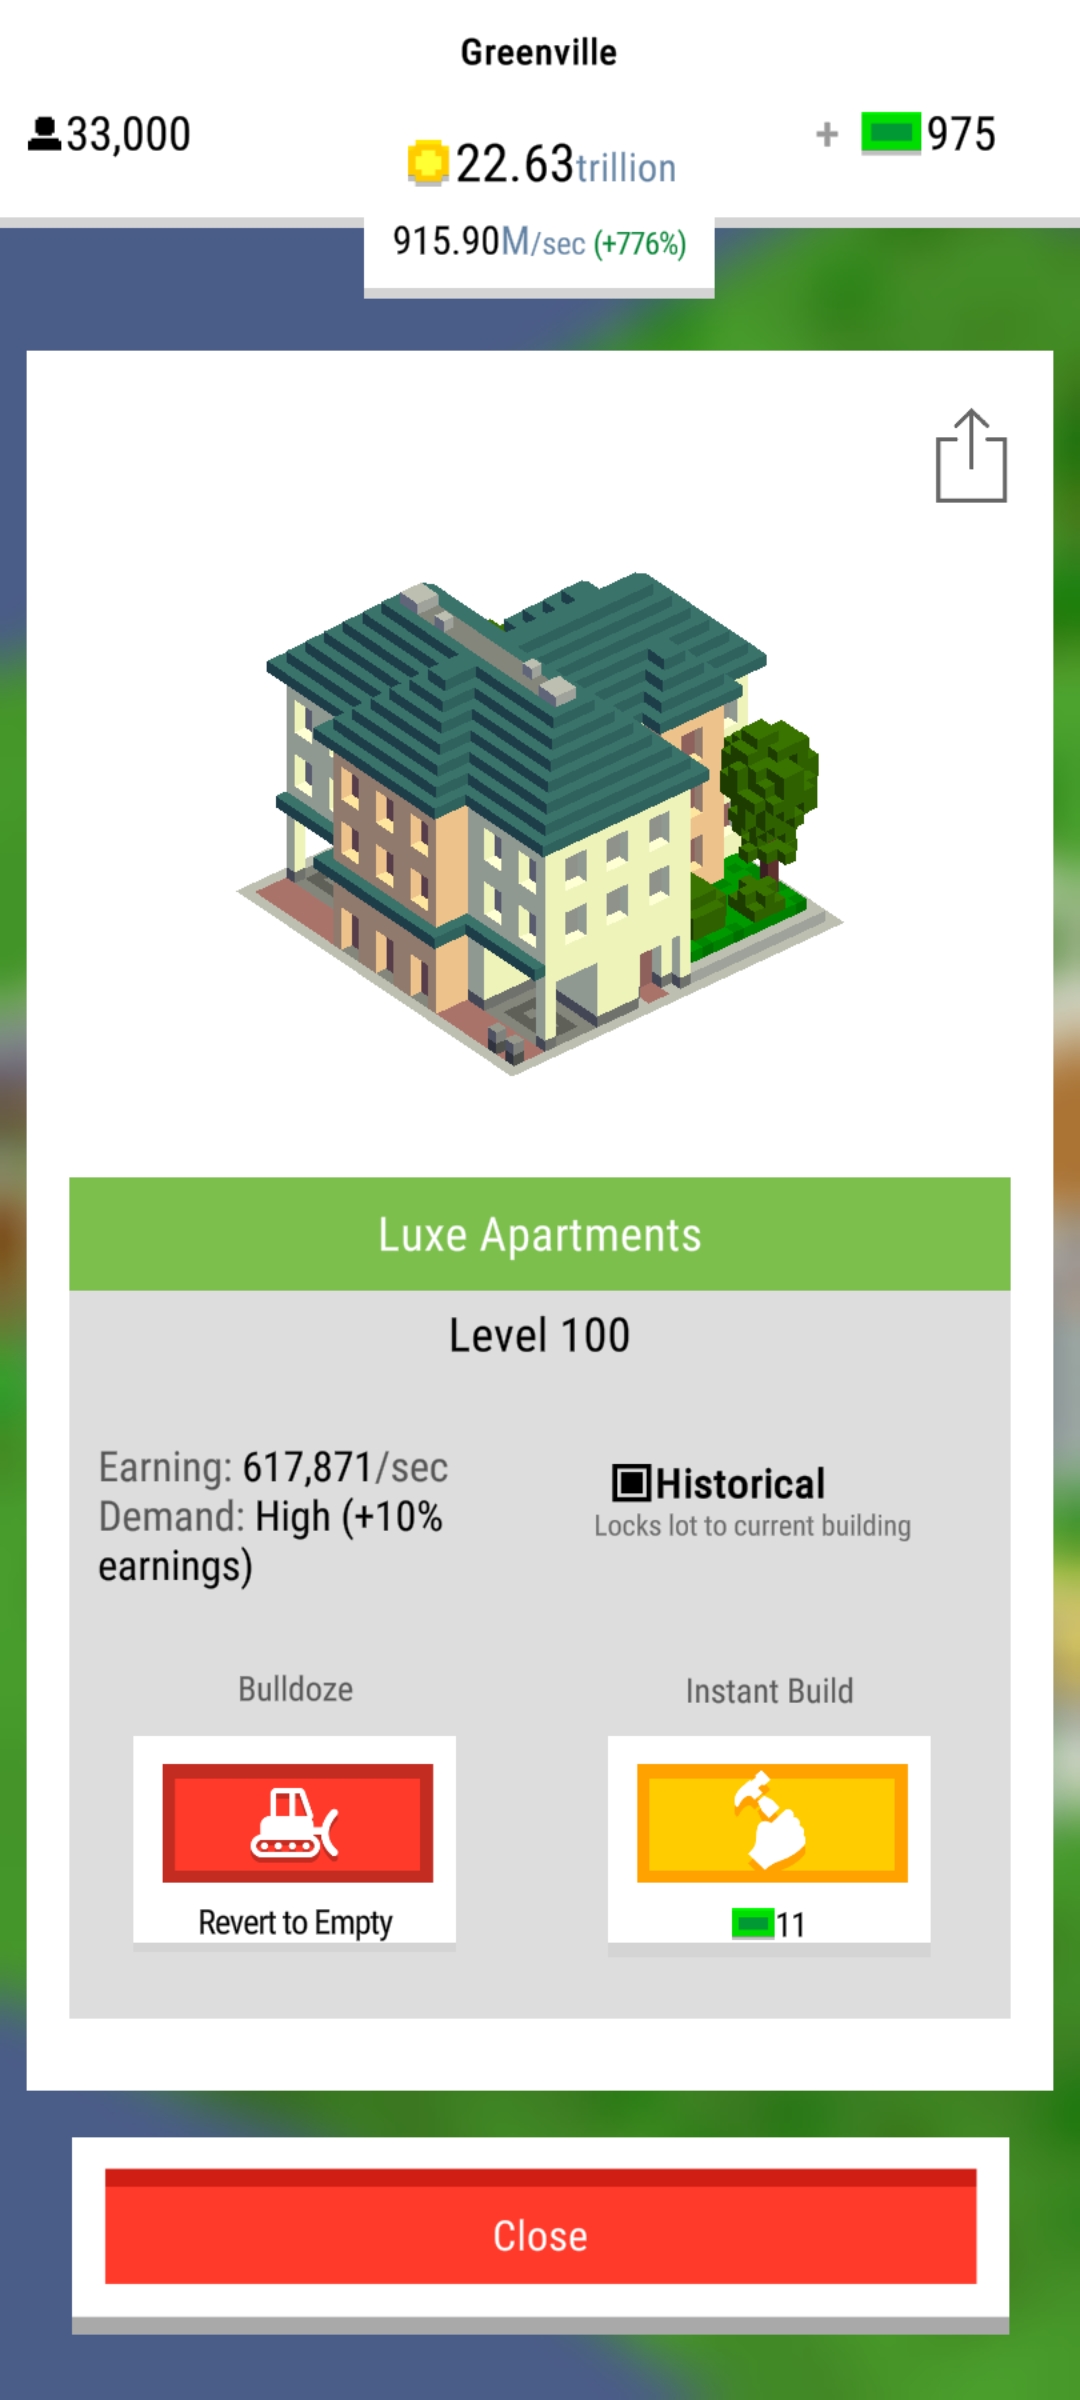 Greenville
33,000
22.63trillion
+ 975
915.90M/sec (+776%)
Luxe Apartments
Level 100
Earning: 617,871/sec
Demand: High (+10%
earnings)
Historical
Locks lot to current building
Bulldoze
Instant Build
Revert to Empty
11
Close